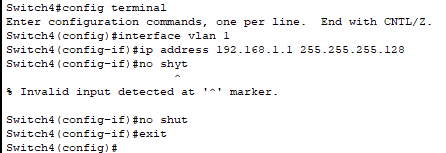 Switch4#config terminal
Enter configuration commands, one per line.  End with CNTL/Z.
Switch4(config)#interface vlan 1
Switch4(config-if)#ip address 192.168.1.1 255.255.255.128
Switch4(config-if)#no shyt
                         ^
% Invalid input detected at '^' marker.

Switch4(config-if)#no shut
Switch4(config-if)#exit
Switch4(config)#